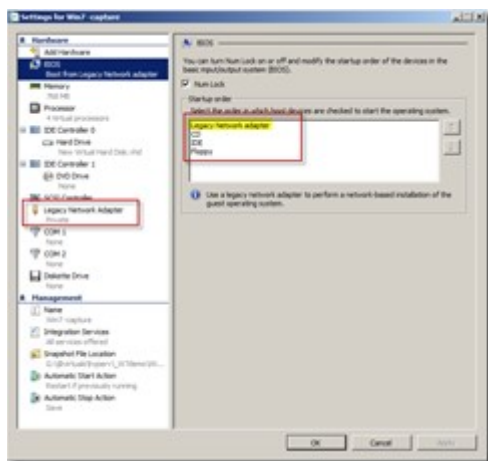 Settings for Win7 -capture
Hardware
Add Hardware
BIOS
Boot from Legacy Network adapter
Memory
Processor
4 Virtual processors
IDE Controller 0
Hard Drive
New Virtual Hard Disk.vhd
IDE Controller 1
DVD Drive
None
SCSI Controller
Legacy Network Adapter
Private
COM 1
None
COM 2
None
Diskette Drive
None
Management
Name
Win7 -capture
Integration Services
All services offered
Snapshot File Location
Automatic Start Action
Restart if previously running
Automatic Stop Action
Save
BIOS
You can turn Num Lock on or off and modify the startup order of the devices in the
basic input/output system (BIOS).
Num Lock
Startup order
Select the order in which boot devices are checked to start the operating system.
Legacy Network adapter
CD
IDE
Floppy
Use a legacy network adapter to perform a network-based installation of the
guest operating system.
OK
Cancel
Apply